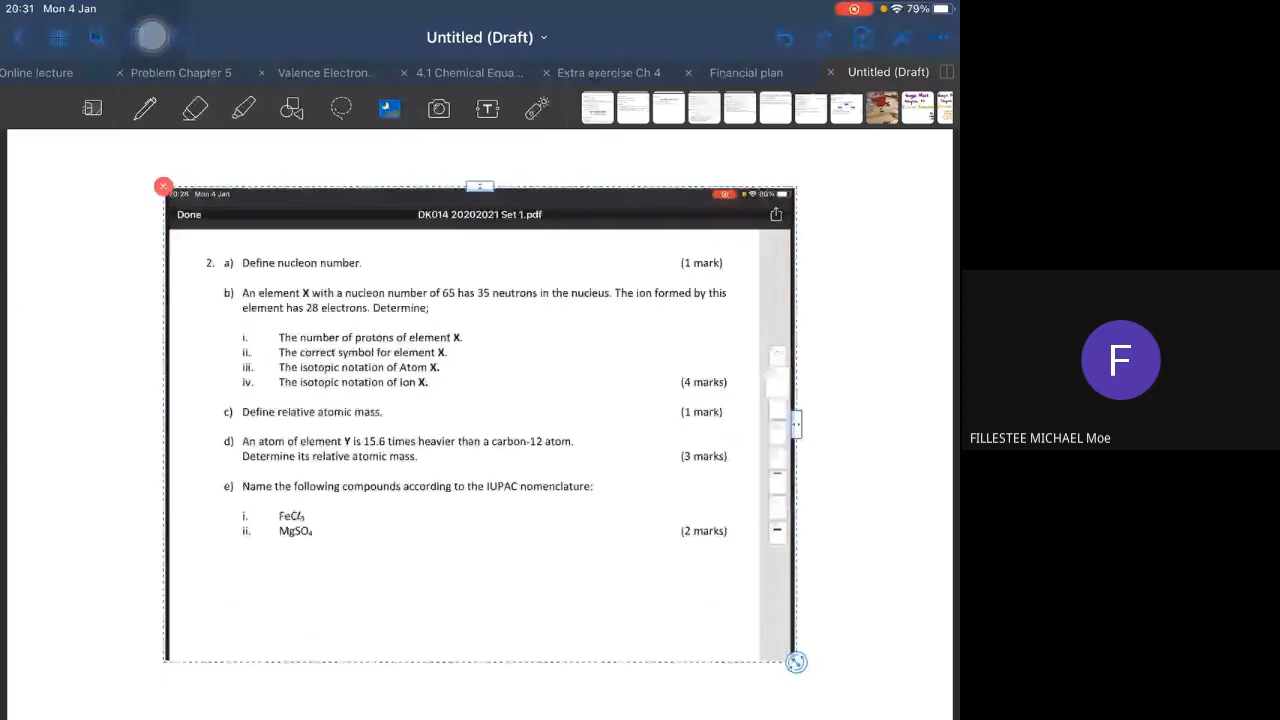 20:31 Mon 4 Jan
79%
Untitled (Draft)
Online lecture
Problem Chapter 5
Valence Electron...
4.1 Chemical Equa...
Extra exercise Ch 4
Financial plan
Untitled (Draft)
20:28 Mon 4 Jan
Done
DK014 20202021 Set 1.pdf
2. a) Define nucleon number. (1 mark)
b) An element X with a nucleon number of 65 has 35 neutrons in the nucleus. The ion formed by this
element has 28 electrons. Determine;
i. The number of protons of element X.
ii. The correct symbol for element X.
iii. The isotopic notation of Atom X.
iv. The isotopic notation of Ion X. (4 marks)
c) Define relative atomic mass. (1 mark)
d) An atom of element Y is 15.6 times heavier than a carbon-12 atom.
Determine its relative atomic mass. (3 marks)
e) Name the following compounds according to the IUPAC nomenclature:
i. FeCℓ₃
ii. MgSO₄ (2 marks)
F
FILLESTEE MICHAEL Moe